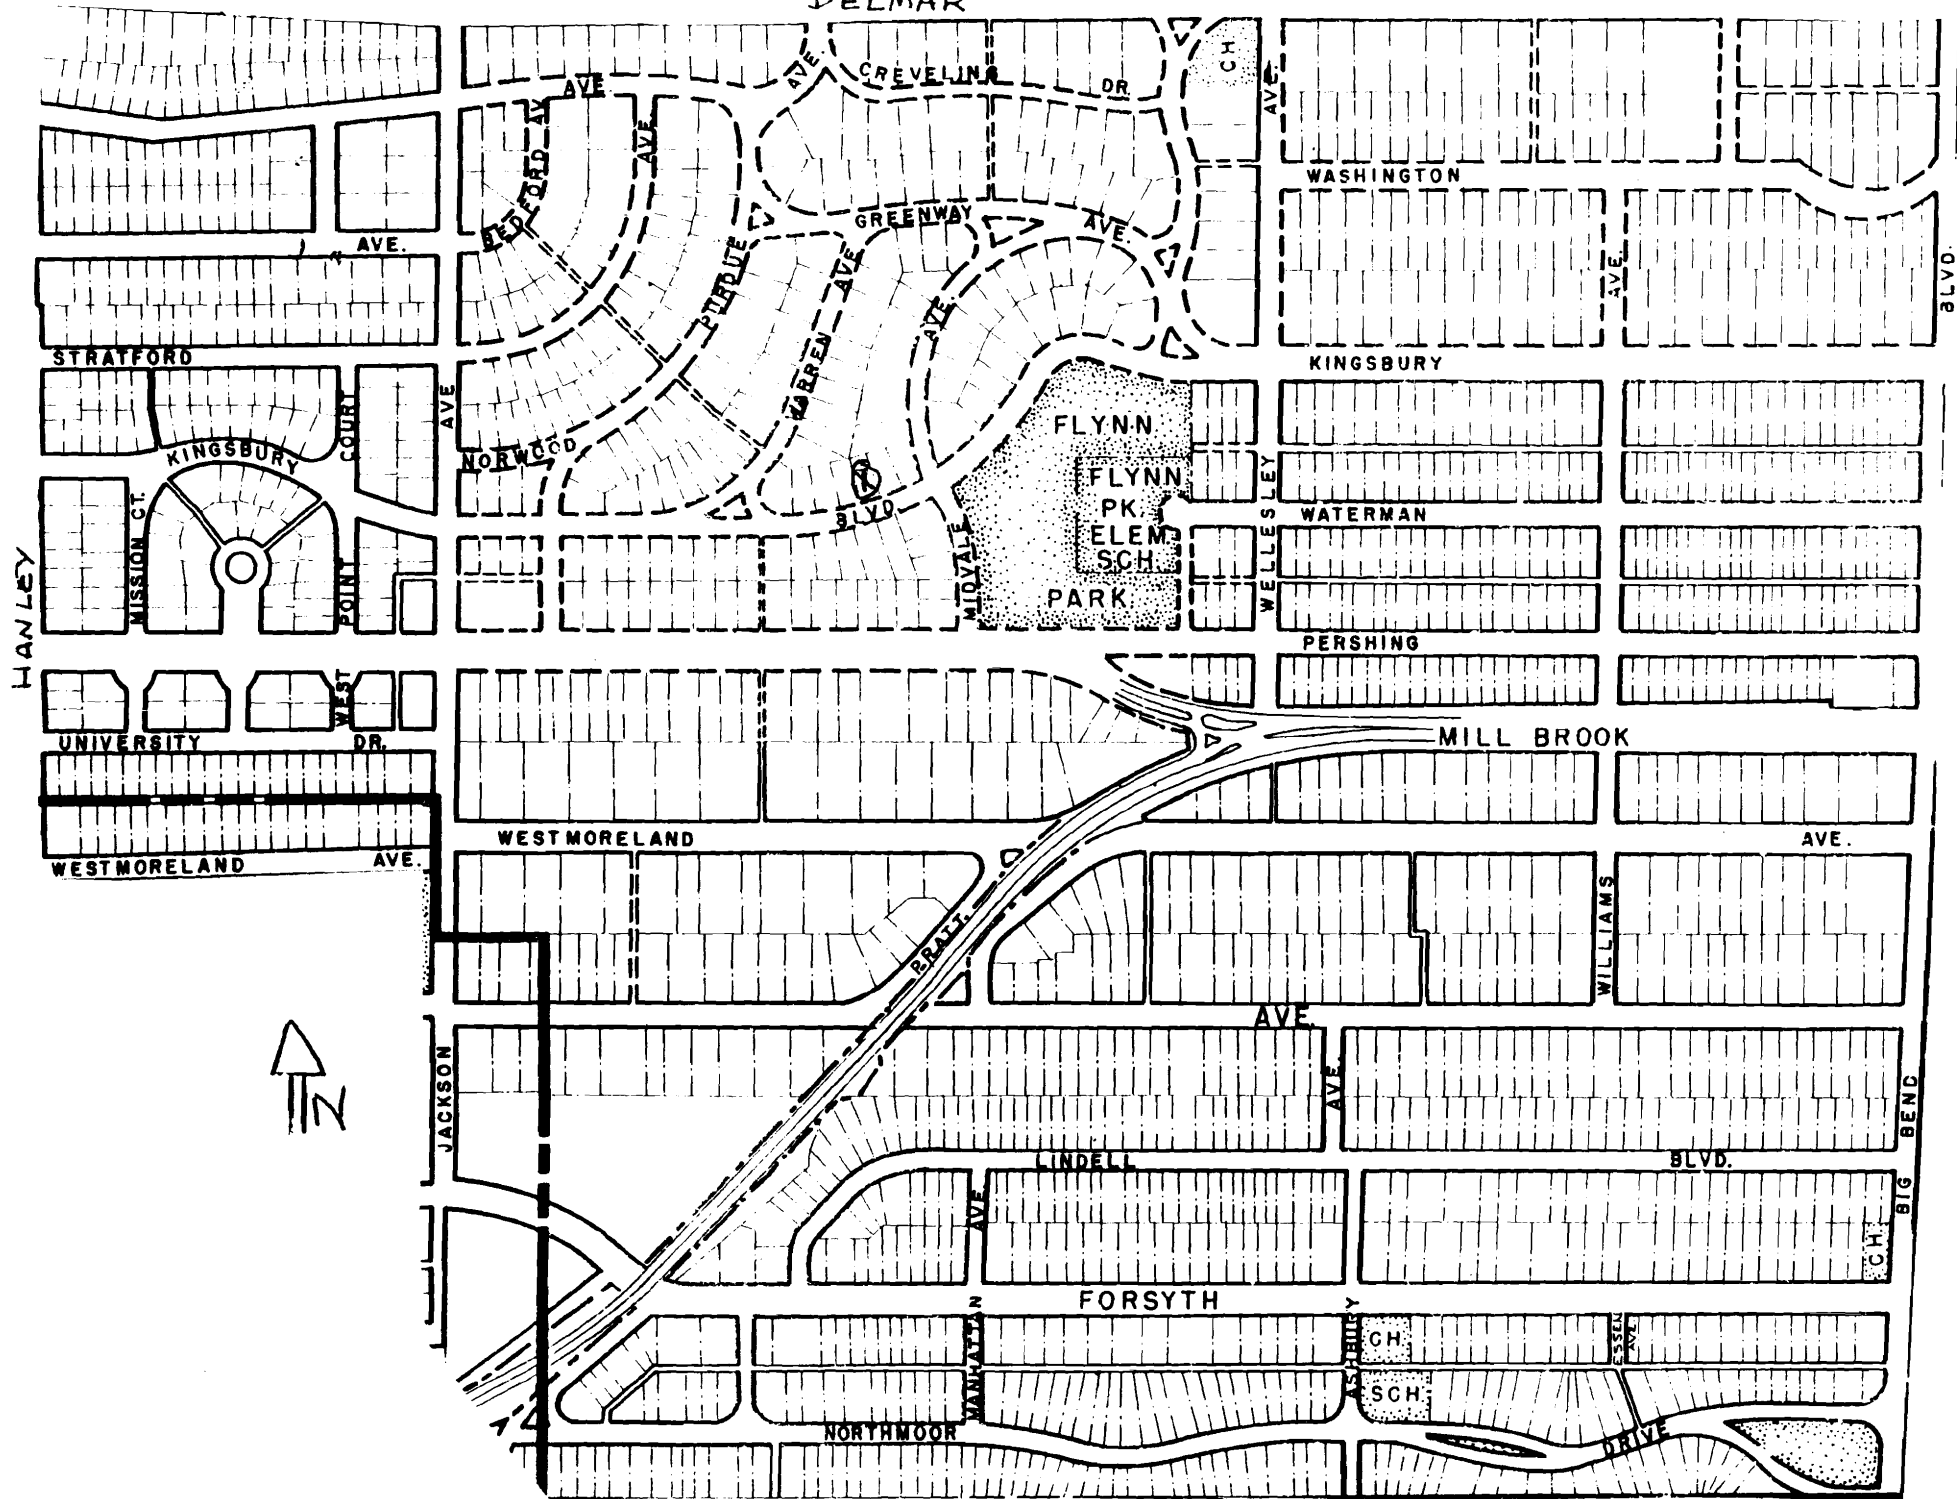 DELMAR
CH
AVE.
CREVELING
DR.
AVE.
AVE
BEDFORD AV
AVE.
WASHINGTON
GREENWAY
AVE.
AVE.
PURDUE
WARREN
AVE
AVE.
AVE.
BLVD.
STRATFORD
KINGSBURY
COURT
AVE
KINGSBURY
NORWOOD
FLYNN
FLYNN
PK.
ELEM
SCH.
PARK
BLVD.
WATERMAN
WELLESLEY
MISSION CT.
POINT
MIDVALE
HANLEY
PERSHING
WEST
UNIVERSITY
DR.
MILL BROOK
WESTMORELAND
AVE.
WESTMORELAND
AVE.
WILLIAMS
PRATT.
AVE.
N
JACKSON
AVE.
BEND
LINDELL
BLVD.
BIG
AVE
CH.
FORSYTH
MANHATTAN
ASHBURY
CH.
ESSEN
AVE
SCH.
NORTHMOOR
DRIVE